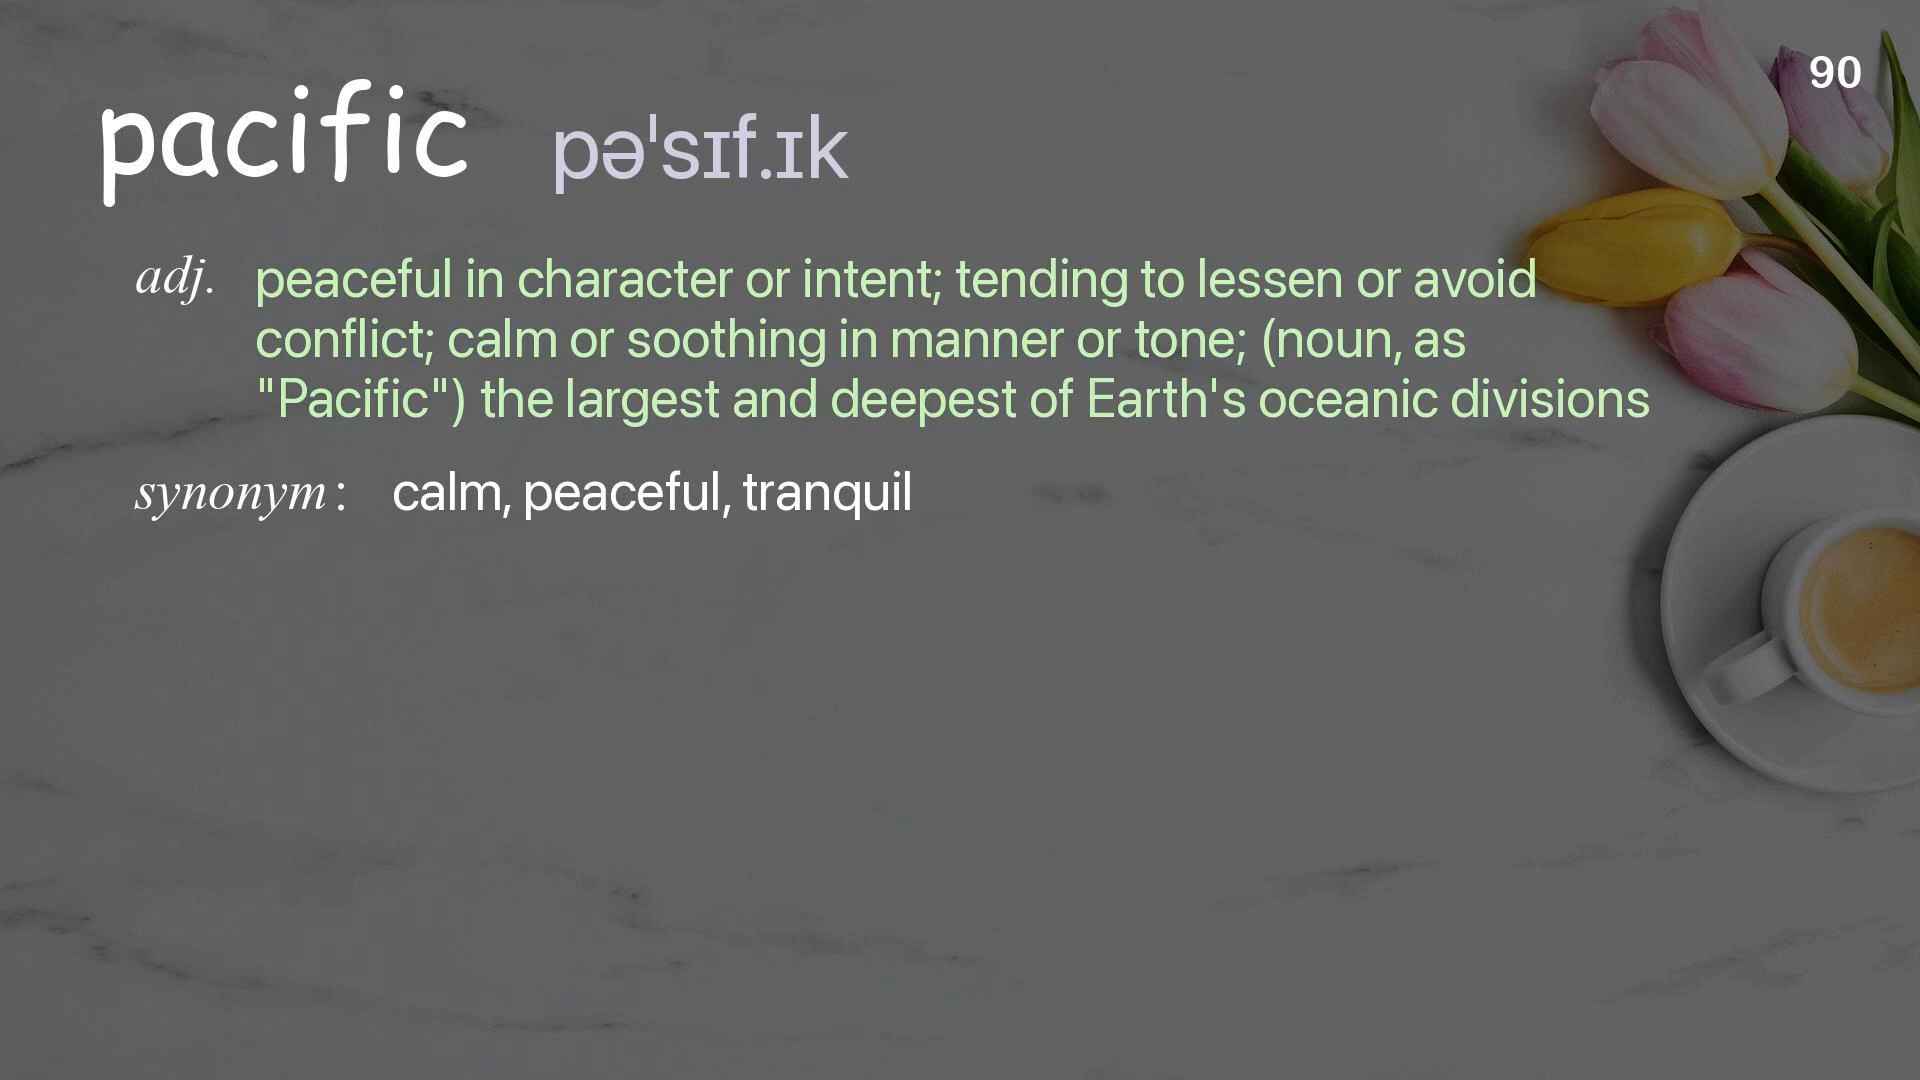 90
pacific pəˈsɪf.ɪk
adj. peaceful in character or intent; tending to lessen or avoid
conflict; calm or soothing in manner or tone; (noun, as
"Pacific") the largest and deepest of Earth's oceanic divisions
synonym: calm, peaceful, tranquil